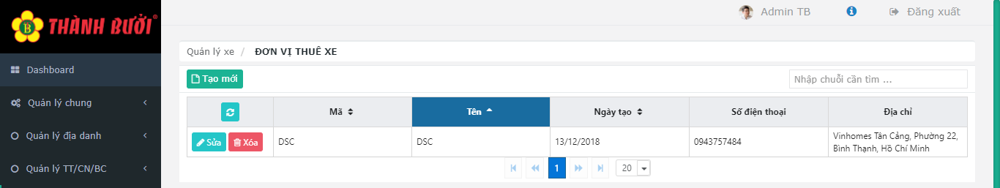 B THÀNH BƯỞI®
Admin TB
Đăng xuất
Dashboard
Quản lý chung
Quản lý địa danh
Quản lý TT/CN/BC
Quản lý xe / ĐƠN VỊ THUÊ XE
Tạo mới
Nhập chuỗi cần tìm ...
Mã Tên Ngày tạo Số điện thoại Địa chỉ
Sửa Xóa DSC DSC 13/12/2018 0943757484 Vinhomes Tân Cảng, Phường 22,
Bình Thạnh, Hồ Chí Minh
1 20